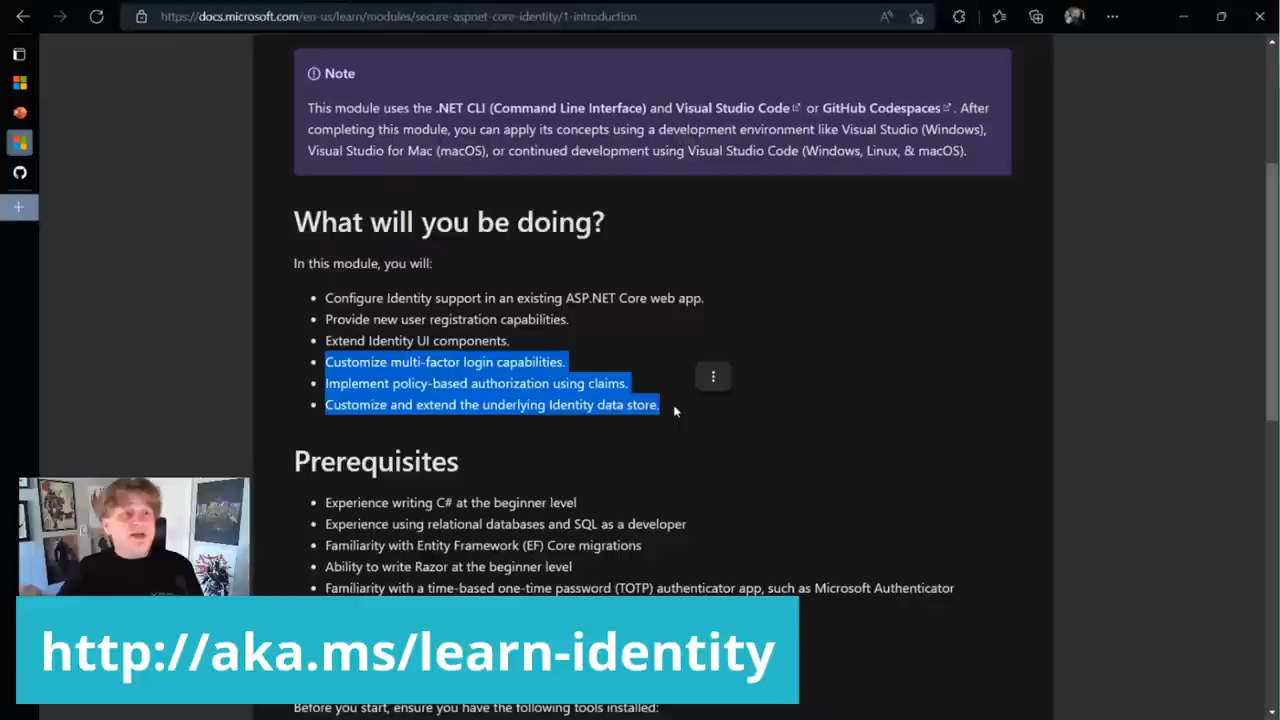 https://docs.microsoft.com/en-us/learn/modules/secure-aspnet-core-identity/1-introduction
Note
This module uses the .NET CLI (Command Line Interface) and Visual Studio Code or GitHub Codespaces. After
completing this module, you can apply its concepts using a development environment like Visual Studio (Windows),
Visual Studio for Mac (macOS), or continued development using Visual Studio Code (Windows, Linux, & macOS).
What will you be doing?
In this module, you will:
• Configure Identity support in an existing ASP.NET Core web app.
• Provide new user registration capabilities.
• Extend Identity UI components.
• Customize multi-factor login capabilities.
• Implement policy-based authorization using claims.
• Customize and extend the underlying Identity data store.
Prerequisites
• Experience writing C# at the beginner level
• Experience using relational databases and SQL as a developer
• Familiarity with Entity Framework (EF) Core migrations
• Ability to write Razor at the beginner level
• Familiarity with a time-based one-time password (TOTP) authenticator app, such as Microsoft Authenticator
http://aka.ms/learn-identity
Before you start, ensure you have the following tools installed: